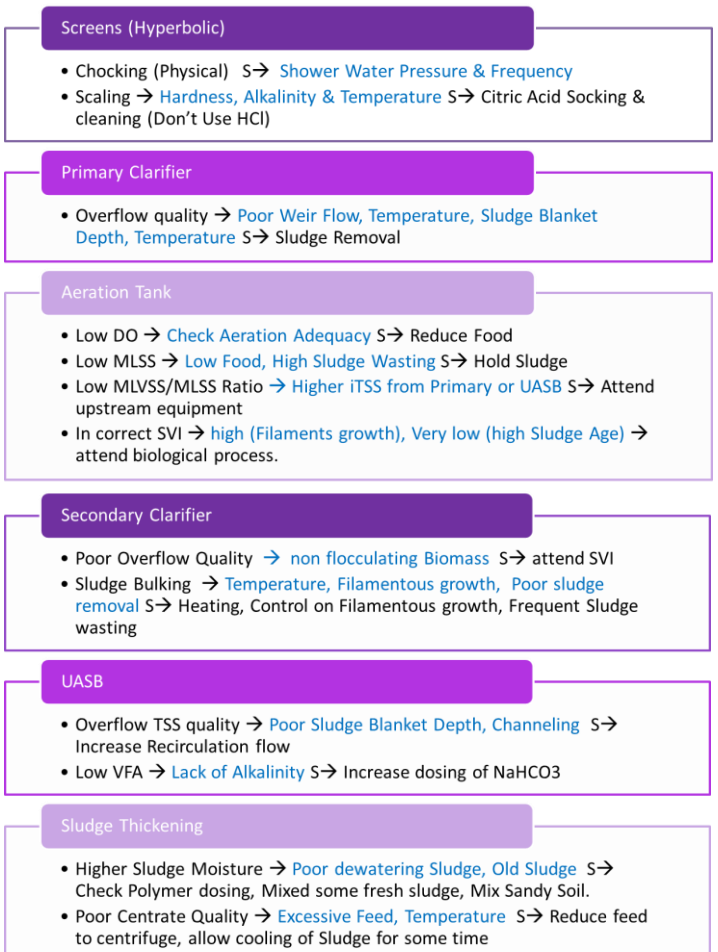 Screens (Hyperbolic)
• Chocking (Physical) S→ Shower Water Pressure & Frequency
• Scaling → Hardness, Alkalinity & Temperature S→ Citric Acid Socking &
cleaning (Don't Use HCl)
Primary Clarifier
• Overflow quality → Poor Weir Flow, Temperature, Sludge Blanket
Depth, Temperature S→ Sludge Removal
Aeration Tank
• Low DO → Check Aeration Adequacy S→ Reduce Food
• Low MLSS → Low Food, High Sludge Wasting S→ Hold Sludge
• Low MLVSS/MLSS Ratio → Higher iTSS from Primary or UASB S→ Attend
upstream equipment
• In correct SVI → high (Filaments growth), Very low (high Sludge Age) →
attend biological process.
Secondary Clarifier
• Poor Overflow Quality → non flocculating Biomass S→ attend SVI
• Sludge Bulking → Temperature, Filamentous growth, Poor sludge
removal S→ Heating, Control on Filamentous growth, Frequent Sludge
wasting
UASB
• Overflow TSS quality → Poor Sludge Blanket Depth, Channeling S→
Increase Recirculation flow
• Low VFA → Lack of Alkalinity S→ Increase dosing of NaHCO3
Sludge Thickening
• Higher Sludge Moisture → Poor dewatering Sludge, Old Sludge S→
Check Polymer dosing, Mixed some fresh sludge, Mix Sandy Soil.
• Poor Centrate Quality → Excessive Feed, Temperature S→ Reduce feed
to centrifuge, allow cooling of Sludge for some time